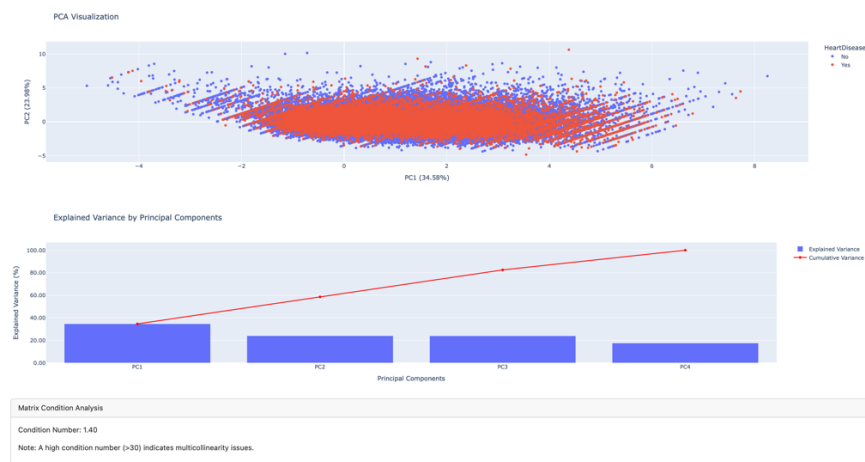 PCA Visualization
HeartDisease
No
Yes
10
5
0
−5
PC2 (23.98%)
−4
−2
0
2
4
6
8
PC1 (34.58%)
Explained Variance by Principal Components
Explained Variance
Cumulative Variance
100.00
80.00
60.00
40.00
20.00
0.00
Explained Variance (%)
PC1
PC2
PC3
PC4
Principal Components
Matrix Condition Analysis
Condition Number: 1.40
Note: A high condition number (>30) indicates multicollinearity issues.